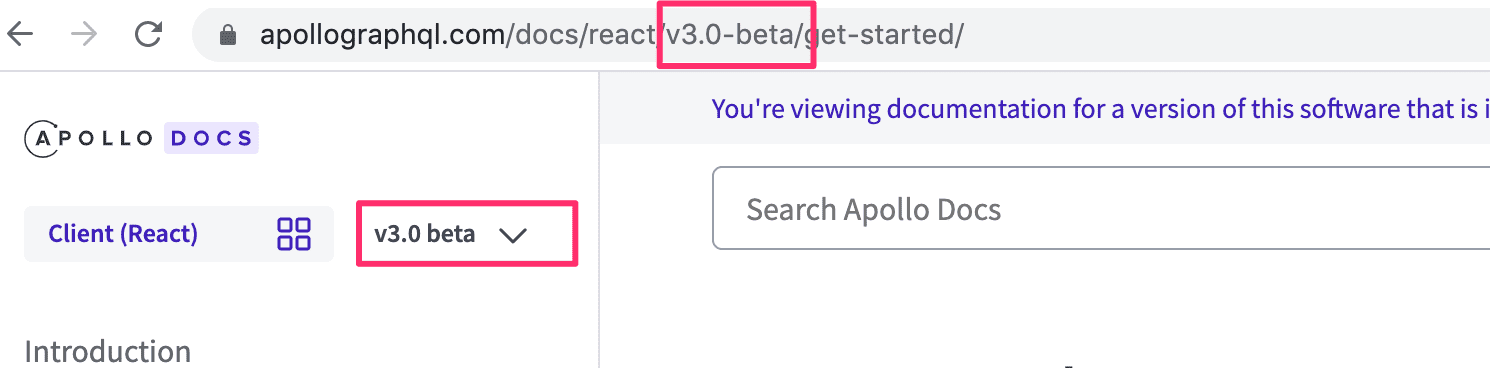 apollographql.com/docs/react/v3.0-beta/get-started/
You're viewing documentation for a version of this software that is i
APOLLO DOCS
Search Apollo Docs
Client (React)
v3.0 beta
Introduction